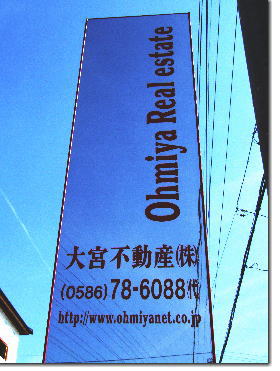 Ohmiya Real estate
大宮不動産㈱
(0586)78-6088㈹
http://www.ohmiyanet.co.jp